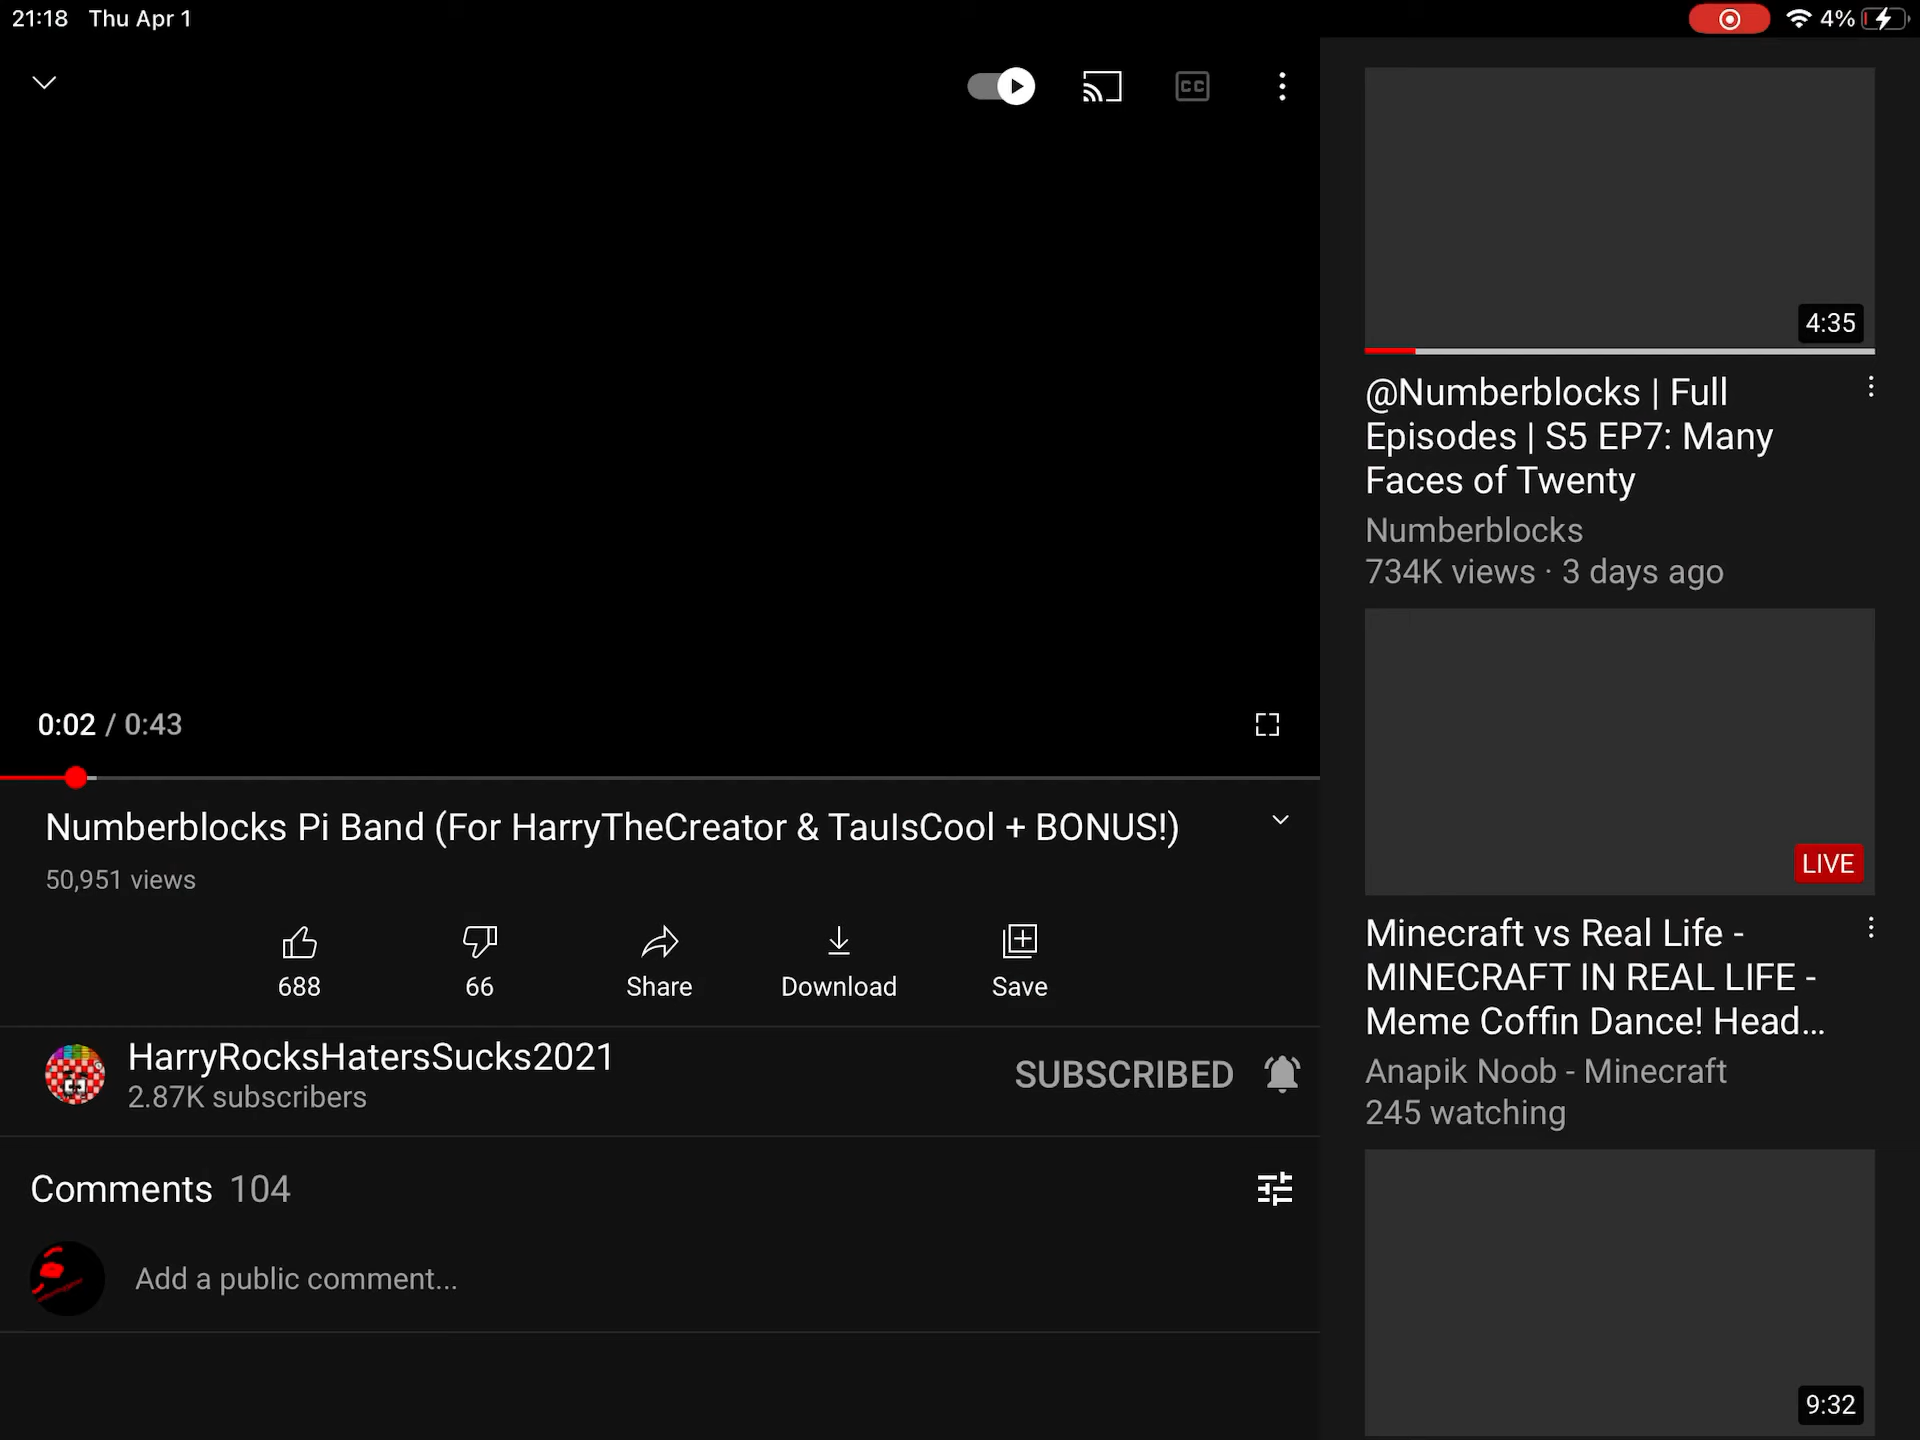 21:18 Thu Apr 1
4%
CC
0:02 / 0:43
Numberblocks Pi Band (For HarryTheCreator & TauIsCool + BONUS!)
50,951 views
688
66
Share
Download
Save
HarryRocksHatersSucks2021
2.87K subscribers
SUBSCRIBED
Comments 104
Add a public comment...
4:35
@Numberblocks | Full
Episodes | S5 EP7: Many
Faces of Twenty
Numberblocks
734K views · 3 days ago
LIVE
Minecraft vs Real Life -
MINECRAFT IN REAL LIFE -
Meme Coffin Dance! Head...
Anapik Noob - Minecraft
245 watching
9:32